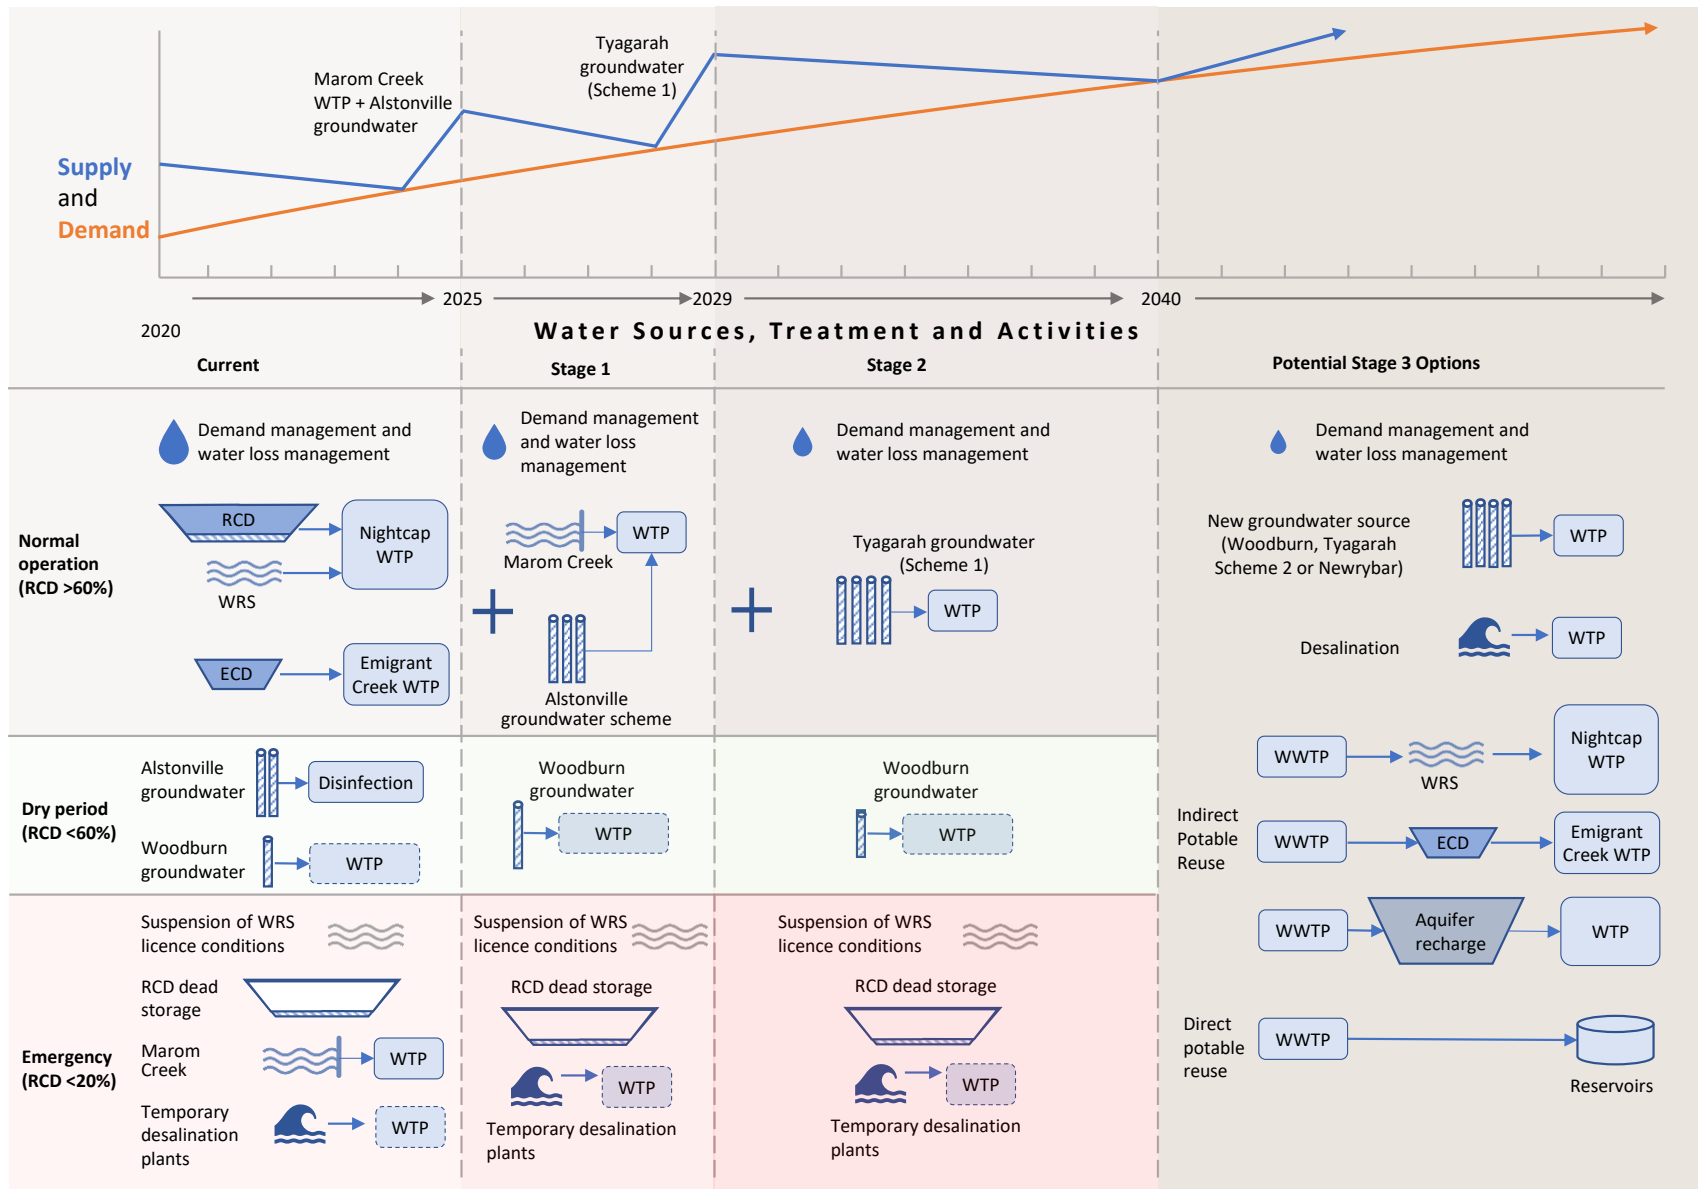 Tyagarah
groundwater
(Scheme 1)
Marom Creek
WTP + Alstonville
groundwater
Supply
and
Demand
2025
2029
2040
2020
Water Sources, Treatment and Activities
Current
Stage 1
Stage 2
Potential Stage 3 Options
Normal
operation
(RCD >60%)
Demand management and
water loss management
RCD
Nightcap
WTP
WRS
ECD
Emigrant
Creek WTP
Demand management
and water loss
management
WTP
Marom Creek
Alstonville
groundwater scheme
Demand management and
water loss management
Tyagarah groundwater
(Scheme 1)
WTP
Dry period
(RCD <60%)
Alstonville
groundwater
Disinfection
Woodburn
groundwater
WTP
Woodburn
groundwater
WTP
Woodburn
groundwater
WTP
Emergency
(RCD <20%)
Suspension of WRS
licence conditions
RCD dead
storage
Marom
Creek
WTP
Temporary
desalination
plants
WTP
Suspension of WRS
licence conditions
RCD dead storage
WTP
Temporary desalination
plants
Suspension of WRS
licence conditions
RCD dead storage
WTP
Temporary desalination
plants
Demand management and
water loss management
New groundwater source
(Woodburn, Tyagarah
Scheme 2 or Newrybar)
WTP
Desalination
WTP
Indirect
Potable
Reuse
WWTP
WRS
Nightcap
WTP
WWTP
ECD
Emigrant
Creek WTP
WWTP
Aquifer
recharge
WTP
Direct
potable
reuse
WWTP
Reservoirs